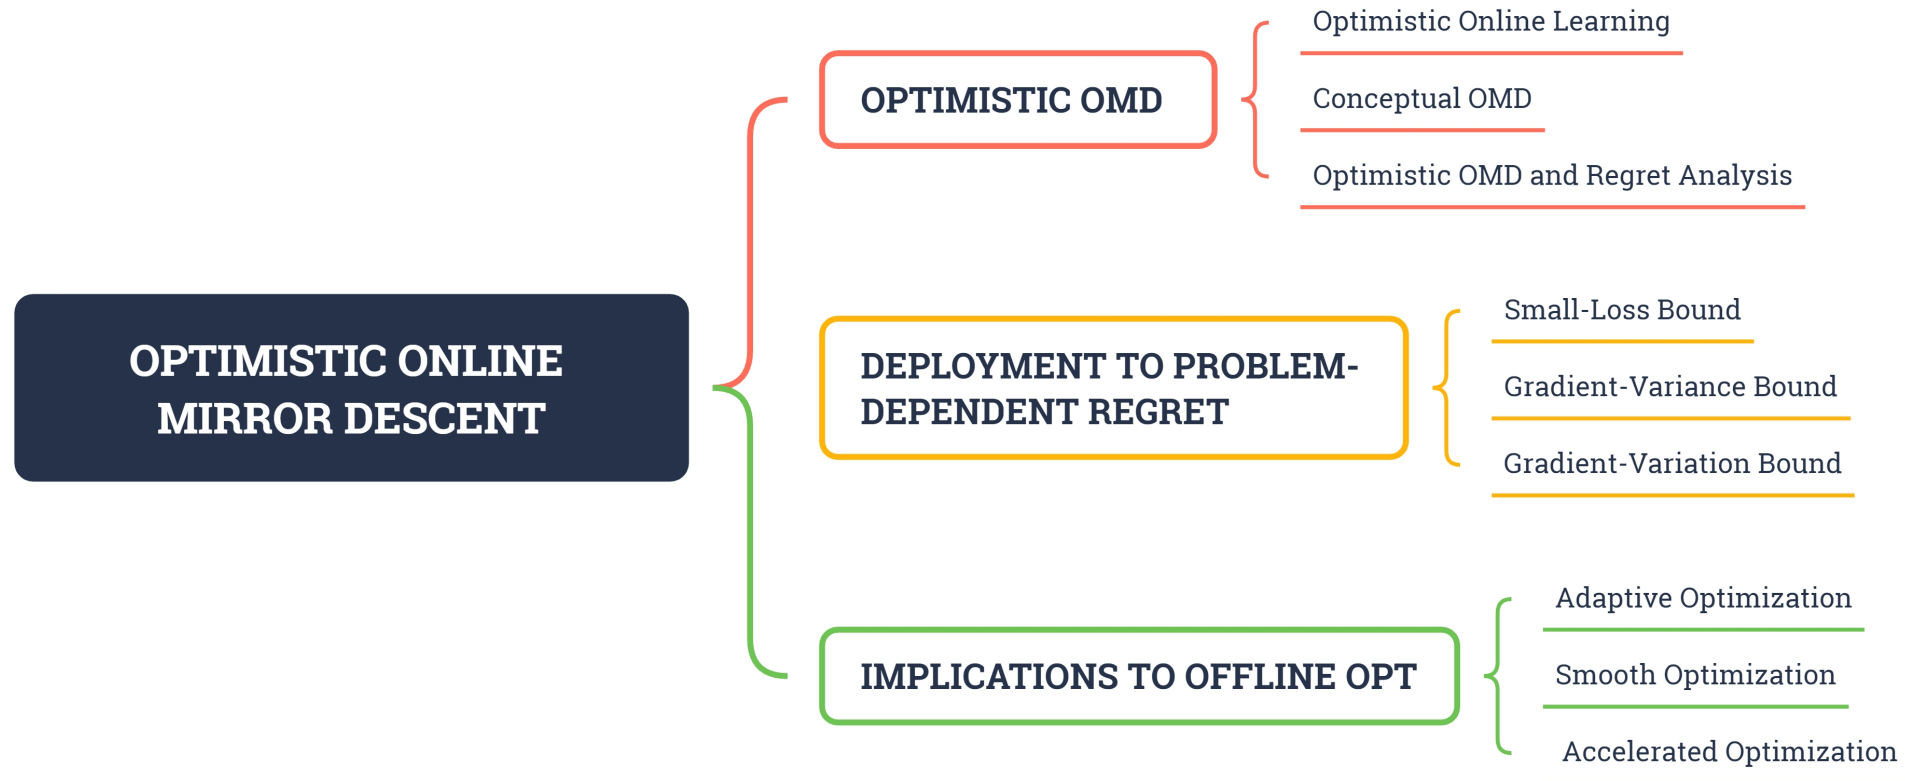 OPTIMISTIC ONLINE
MIRROR DESCENT
OPTIMISTIC OMD
Optimistic Online Learning
Conceptual OMD
Optimistic OMD and Regret Analysis
DEPLOYMENT TO PROBLEM-
DEPENDENT REGRET
Small-Loss Bound
Gradient-Variance Bound
Gradient-Variation Bound
IMPLICATIONS TO OFFLINE OPT
Adaptive Optimization
Smooth Optimization
Accelerated Optimization